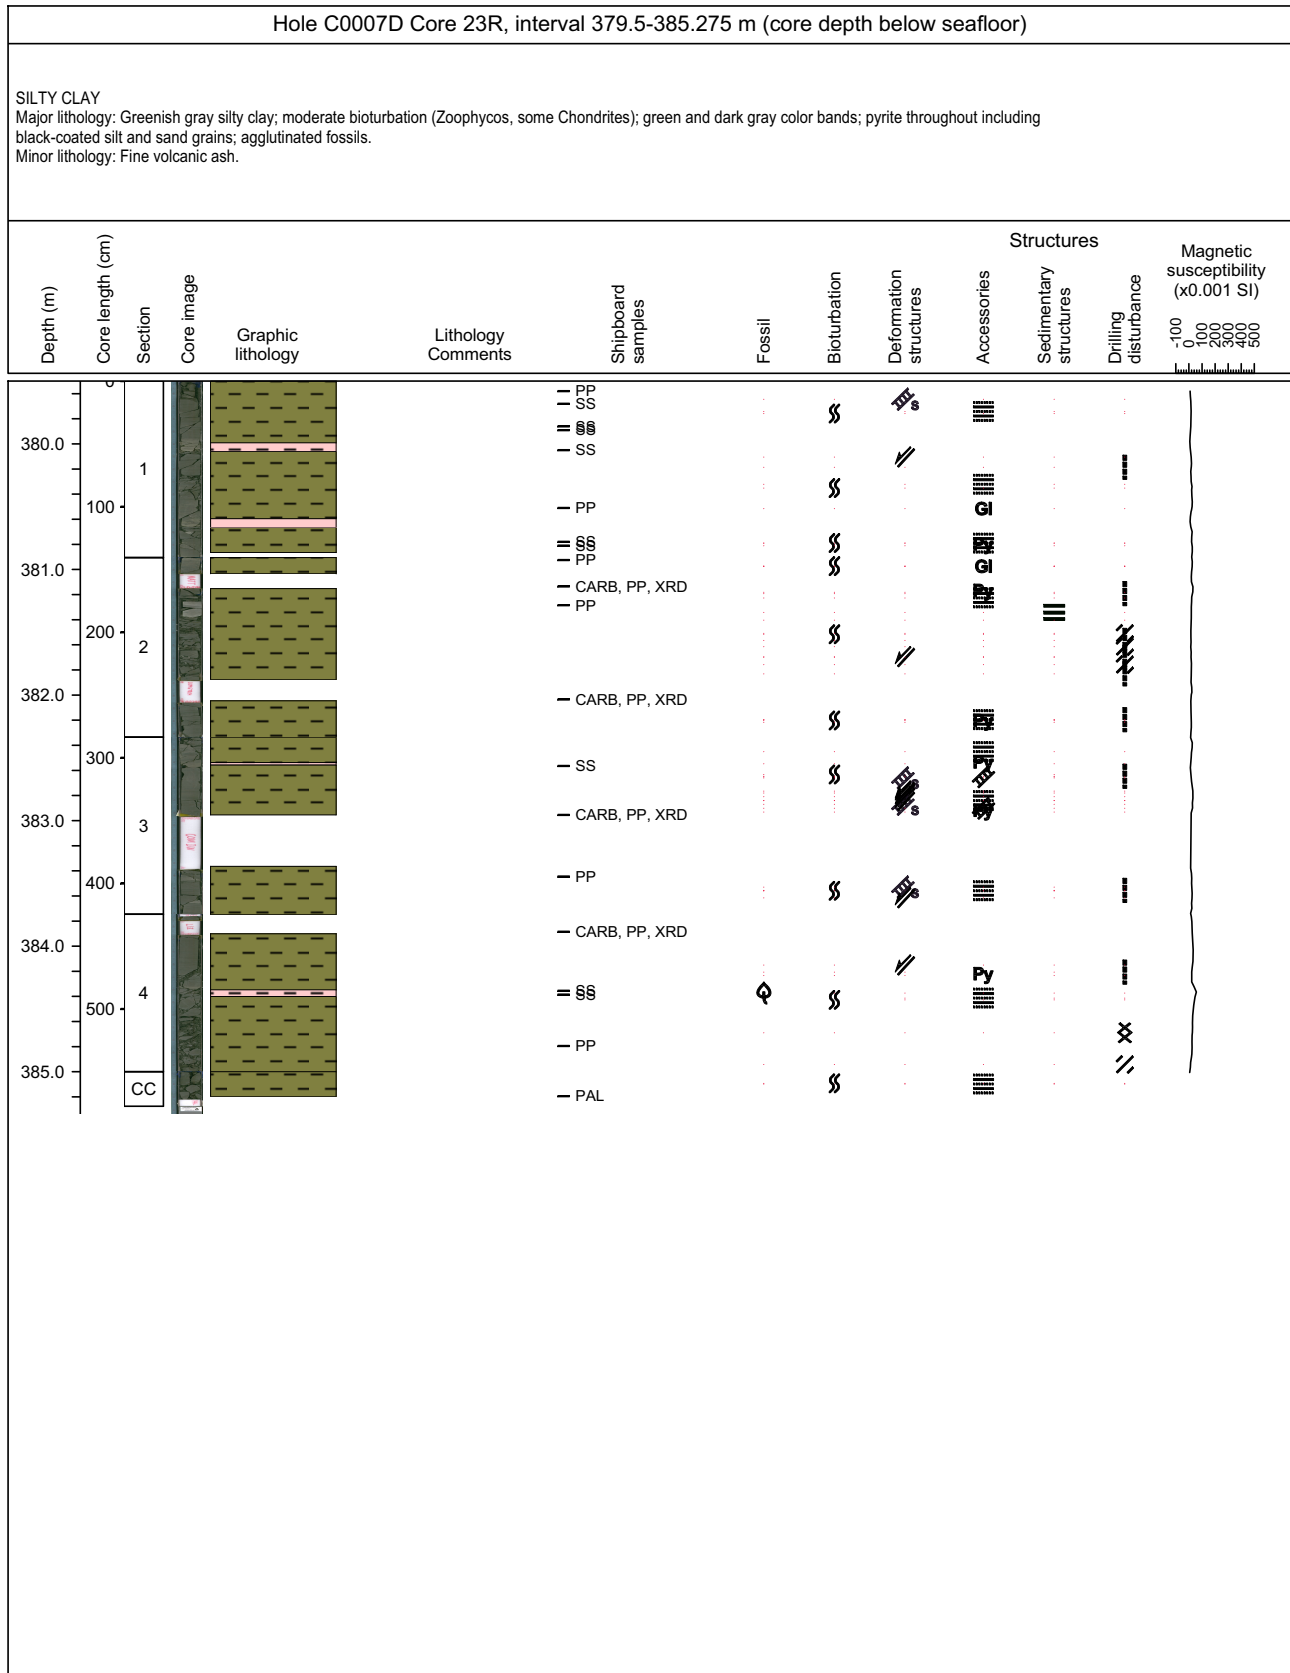 Hole C0007D Core 23R, interval 379.5-385.275 m (core depth below seafloor)
SILTY CLAY
Major lithology: Greenish gray silty clay; moderate bioturbation (Zoophycos, some Chondrites); green and dark gray color bands; pyrite throughout including
black-coated silt and sand grains; agglutinated fossils.
Minor lithology: Fine volcanic ash.
Depth (m)
Core length (cm)
Section
Core image
Graphic
lithology
Lithology
Comments
Shipboard
samples
Fossil
Bioturbation
Deformation
structures
Accessories
Structures
Sedimentary
structures
Drilling
disturbance
Magnetic
susceptibility
(x0.001 SI)
-100 0 100 200 300 400 500
0
PP
SS
s
SS
SS
380.0
SS
1
100
PP
Gl
SS
SS
Py
PP
381.0
Gl
CARB, PP, XRD
Py
PP
200
2
382.0
CARB, PP, XRD
Py
300
SS
Py
s
383.0
CARB, PP, XRD
s
Py
3
400
PP
s
384.0
CARB, PP, XRD
Py
4
SS
SS
500
PP
385.0
CC
PAL